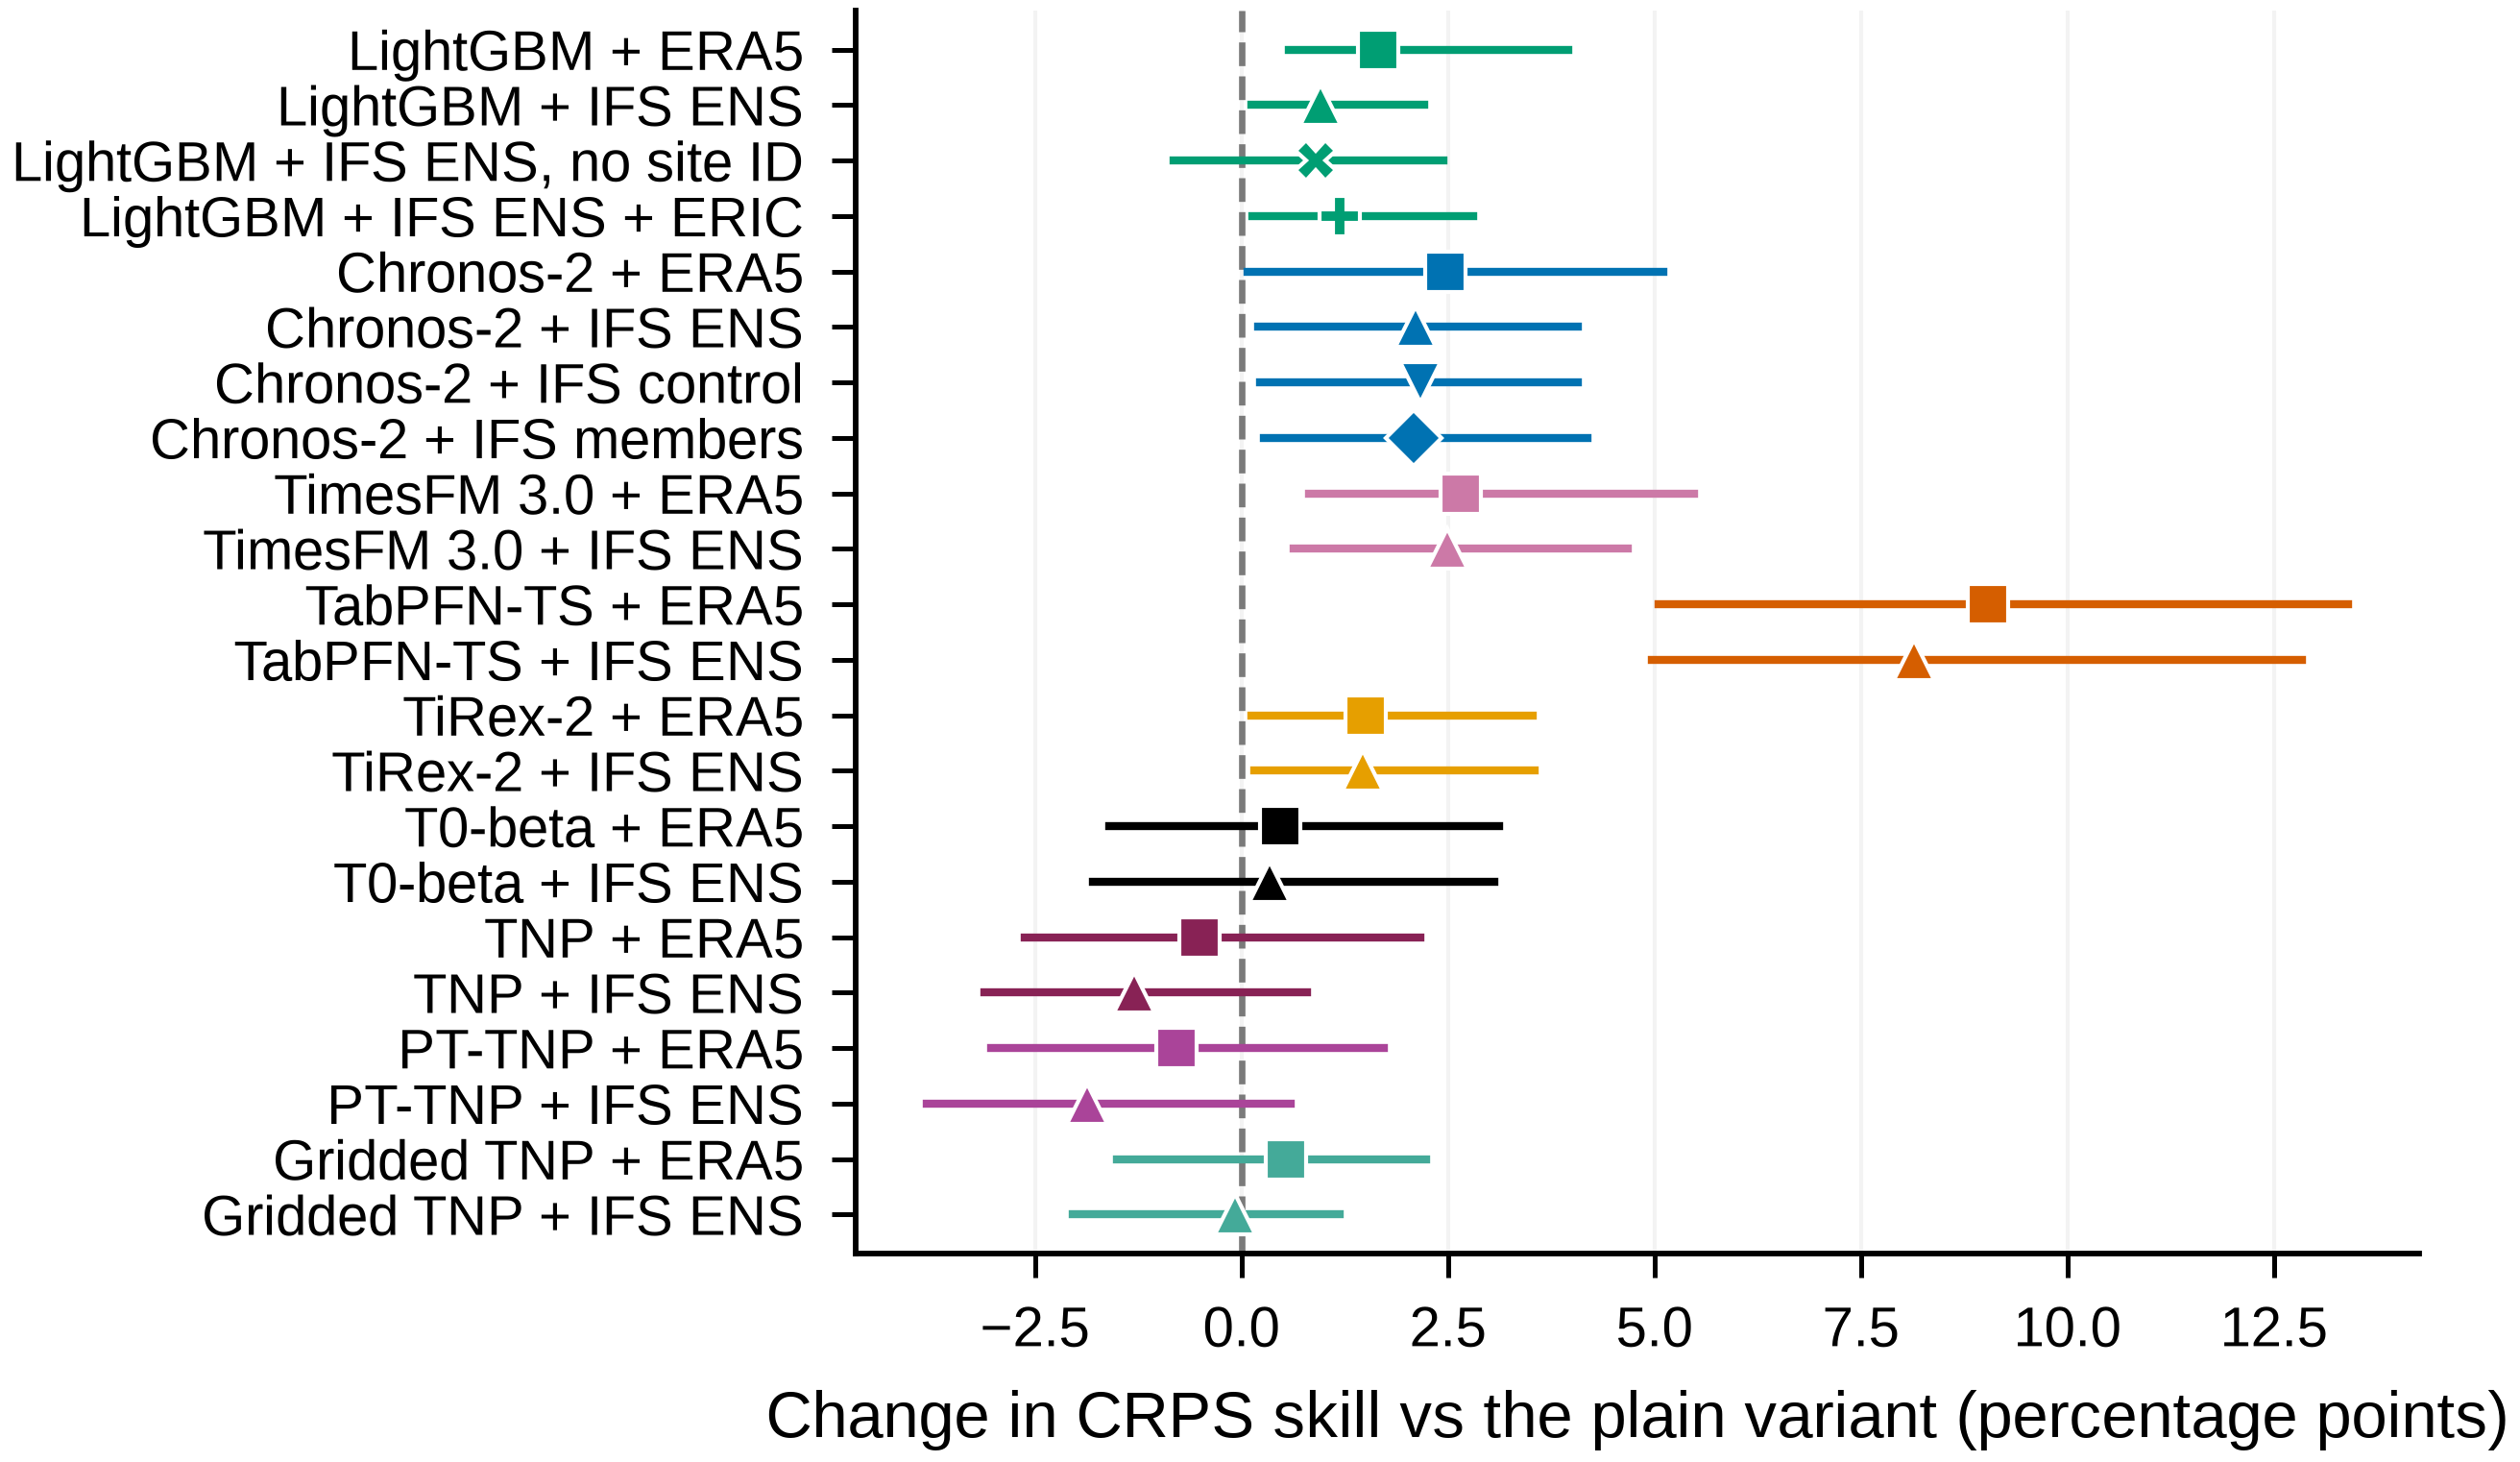 LightGBM + ERA5
LightGBM + IFS ENS
LightGBM + IFS ENS, no site ID
LightGBM + IFS ENS + ERIC
Chronos-2 + ERA5
Chronos-2 + IFS ENS
Chronos-2 + IFS control
Chronos-2 + IFS members
TimesFM 3.0 + ERA5
TimesFM 3.0 + IFS ENS
TabPFN-TS + ERA5
TabPFN-TS + IFS ENS
TiRex-2 + ERA5
TiRex-2 + IFS ENS
T0-beta + ERA5
T0-beta + IFS ENS
TNP + ERA5
TNP + IFS ENS
PT-TNP + ERA5
PT-TNP + IFS ENS
Gridded TNP + ERA5
Gridded TNP + IFS ENS
−2.5 0.0 2.5 5.0 7.5 10.0 12.5
Change in CRPS skill vs the plain variant (percentage points)